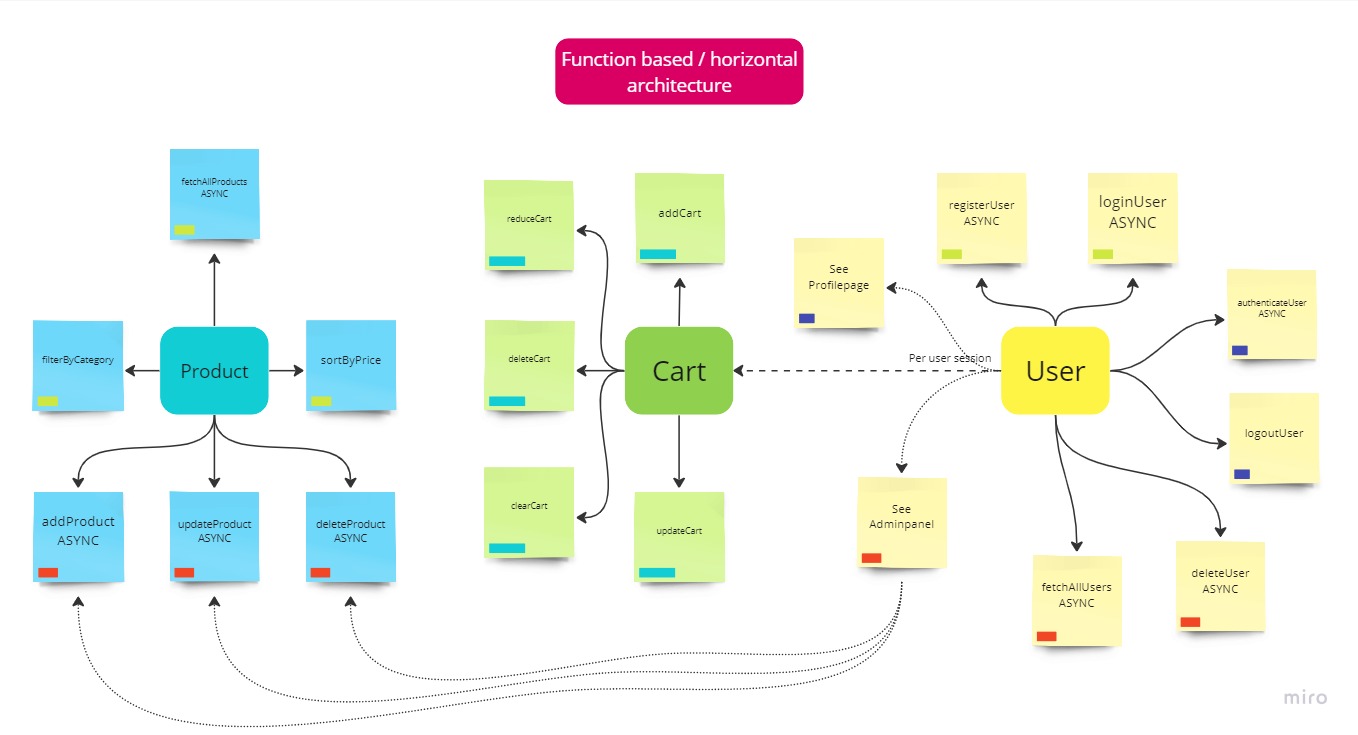 Function based / horizontal
architecture
fetchAllProducts
ASYNC
filterByCategory
Product
sortByPrice
addProduct
ASYNC
updateProduct
ASYNC
deleteProduct
ASYNC
reduceCart
addCart
deleteCart
Cart
clearCart
updateCart
See
Profilepage
registerUser
ASYNC
loginUser
ASYNC
authenticateUser
ASYNC
Per user session
User
logoutUser
See
Adminpanel
fetchAllUsers
ASYNC
deleteUser
ASYNC
miro